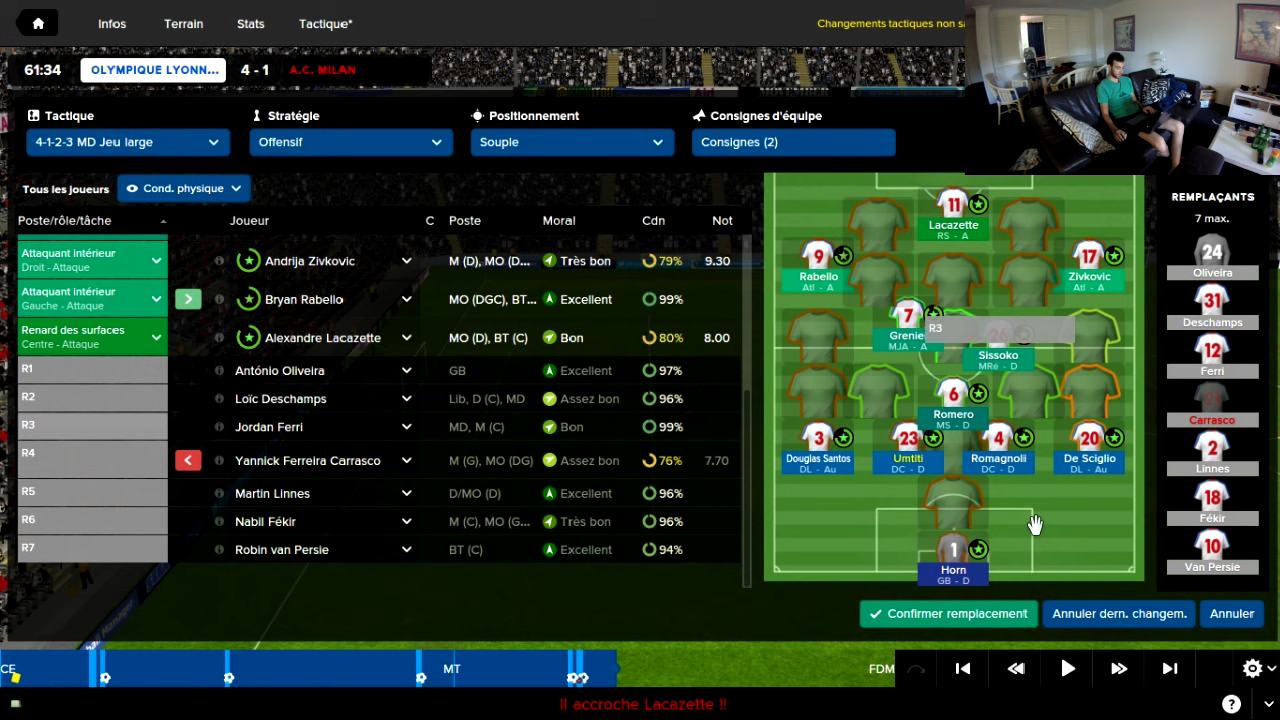 Infos Terrain Stats Tactique*
Changements tactiques non sa
61:34 OLYMPIQUE LYONN... 4 - 1 A.C. MILAN
Tactique Stratégie Positionnement Consignes d'équipe
4-1-2-3 MD Jeu large Offensif Souple Consignes (2)
Tous les joueurs Cond. physique
Poste/rôle/tâche Joueur C Poste Moral Cdn Not
Attaquant intérieur
Droit - Attaque
Andrija Zivkovic M (D), MO (D... Très bon 79% 9.30
Attaquant intérieur
Gauche - Attaque
Bryan Rabello MO (DGC), BT... Excellent 99%
Renard des surfaces
Centre - Attaque
Alexandre Lacazette MO (D), BT (C) Bon 80% 8.00
R1 António Oliveira GB Excellent 97%
R2 Loïc Deschamps Lib, D (C), MD Assez bon 96%
R3 Jordan Ferri MD, M (C) Bon 99%
R4 Yannick Ferreira Carrasco M (G), MO (DG) Assez bon 76% 7.70
R5 Martin Linnes D/MO (D) Excellent 96%
R6 Nabil Fékir M (C), MO (G... Très bon 96%
R7 Robin van Persie BT (C) Excellent 94%
11
Lacazette
RS - A
9
Rabello
AtI - A
17
Zivkovic
AtI - A
7
Grenie
MJA - A
R3
Sissoko
MRé - D
6
Romero
MS - D
3
Douglas Santos
DL - Au
23
Umtiti
DC - D
4
Romagnoli
DC - D
20
De Sciglio
DL - Au
1
Horn
GB - D
REMPLAÇANTS
7 max.
24
Oliveira
31
Deschamps
12
Ferri
Carrasco
2
Linnes
18
Fékir
10
Van Persie
Confirmer remplacement Annuler dern. changem. Annuler
CE MT FDM
Il accroche Lacazette !!
?